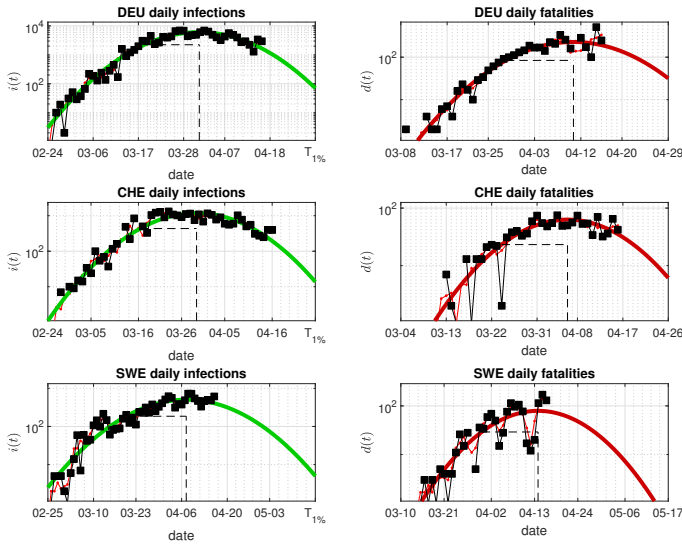 DEU daily infections
10^4
10^2
i(t)
02-24 03-06 03-17 03-28 04-07 04-18 T_1%
date
DEU daily fatalities
10^2
d(t)
03-08 03-17 03-25 04-03 04-12 04-20 04-29
date
CHE daily infections
10^2
i(t)
02-24 03-05 03-16 03-26 04-05 04-16 T_1%
date
CHE daily fatalities
10^2
d(t)
03-04 03-13 03-22 03-31 04-08 04-17 04-26
date
SWE daily infections
10^2
i(t)
02-25 03-10 03-23 04-06 04-20 05-03 T_1%
date
SWE daily fatalities
10^2
d(t)
03-10 03-21 04-02 04-13 04-24 05-06 05-17
date